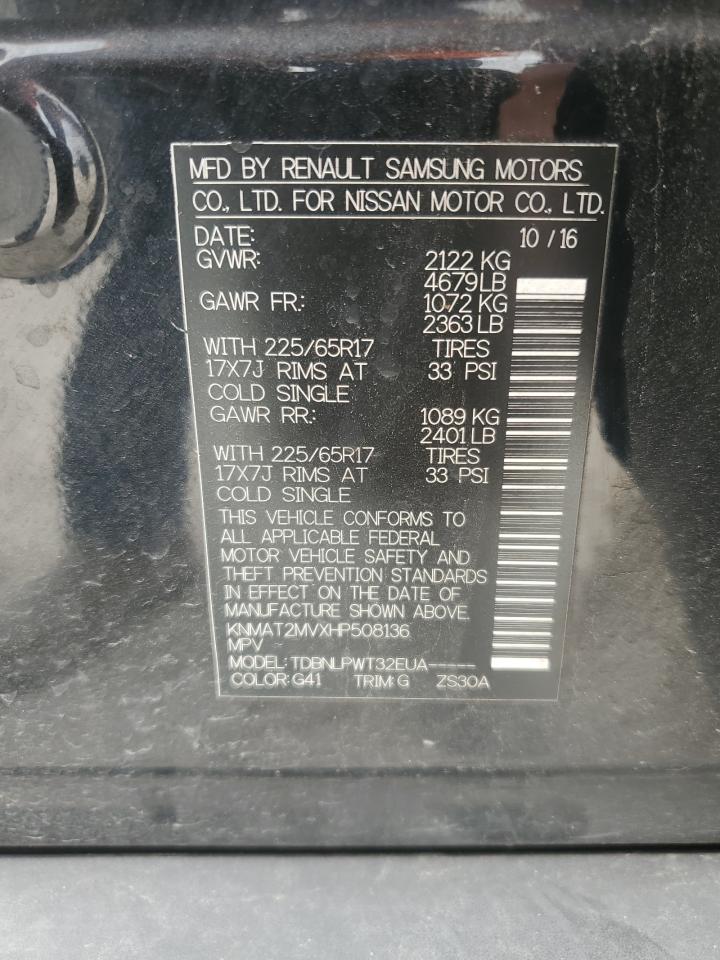 MFD BY RENAULT SAMSUNG MOTORS
CO., LTD. FOR NISSAN MOTOR CO., LTD.
DATE: 10 / 16
GVWR: 2122 KG
4679 LB
GAWR FR.: 1072 KG
2363 LB
WITH 225/65R17 TIRES
17X7J RIMS AT 33 PSI
COLD SINGLE
GAWR RR.: 1089 KG
2401 LB
WITH 225/65R17 TIRES
17X7J RIMS AT 33 PSI
COLD SINGLE
THIS VEHICLE CONFORMS TO
ALL APPLICABLE FEDERAL
MOTOR VEHICLE SAFETY AND
THEFT PREVENTION STANDARDS
IN EFFECT ON THE DATE OF
MANUFACTURE SHOWN ABOVE.
KNMAT2MVXHP508136
MPV
MODEL: TDBNLPWT32EUA-----
COLOR: G41 TRIM: G ZS30A